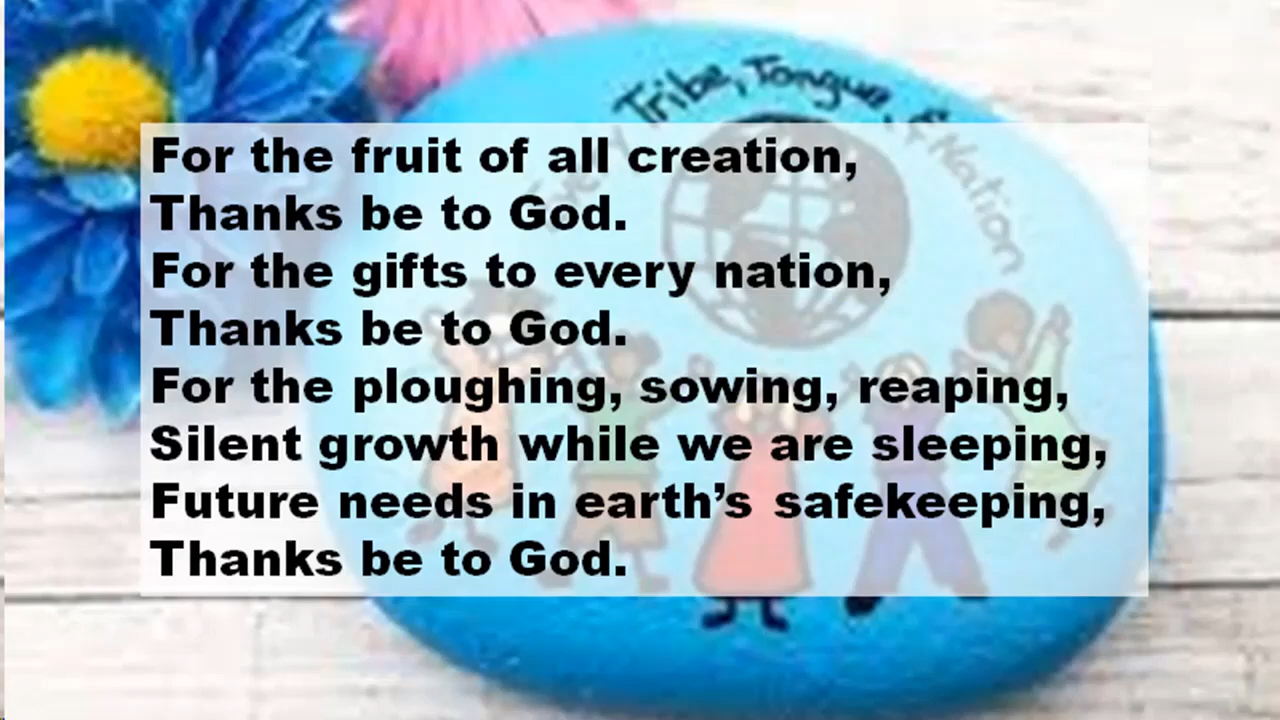 Every Tribe, Tongue, & Nation
For the fruit of all creation,
Thanks be to God.
For the gifts to every nation,
Thanks be to God.
For the ploughing, sowing, reaping,
Silent growth while we are sleeping,
Future needs in earth’s safekeeping,
Thanks be to God.